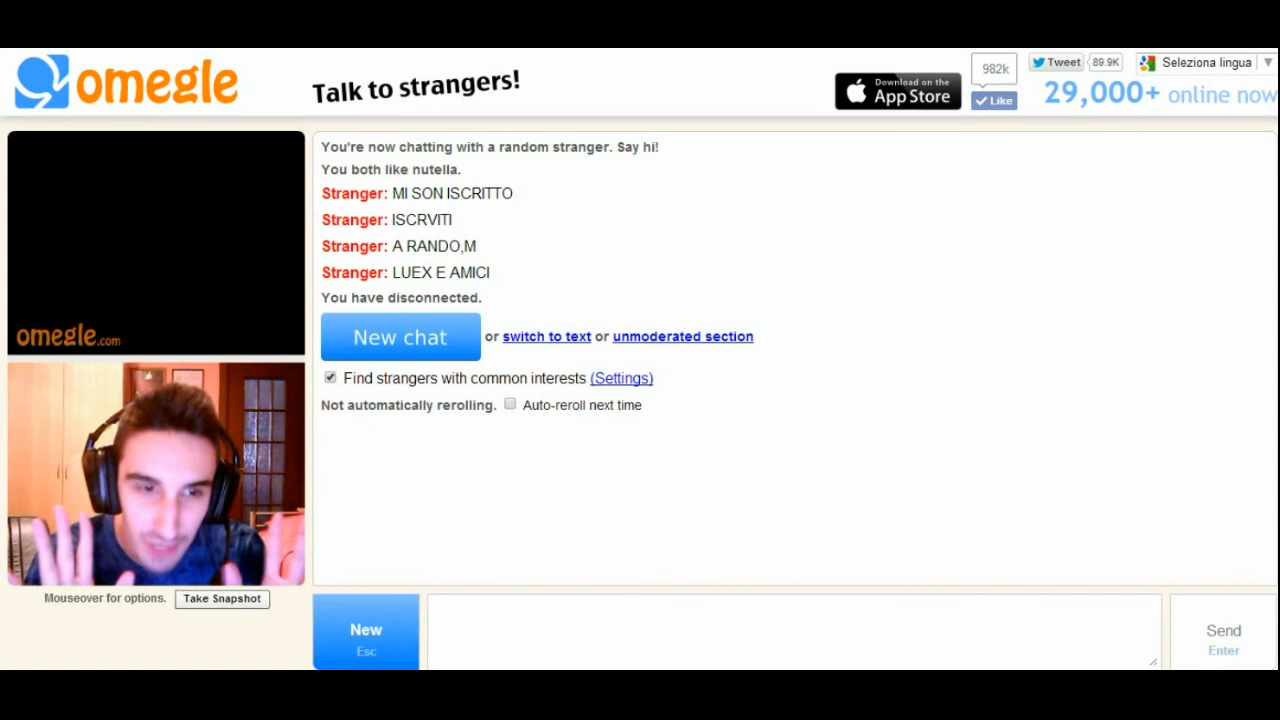 omegle
Talk to strangers!
Download on the
App Store
982k
Like
Tweet
89.9K
Seleziona lingua
29,000+ online now
You're now chatting with a random stranger. Say hi!
You both like nutella.
Stranger: MI SON ISCRITTO
Stranger: ISCRVITI
Stranger: A RANDO,M
Stranger: LUEX E AMICI
You have disconnected.
New chat or switch to text or unmoderated section
Find strangers with common interests (Settings)
Not automatically rerolling. Auto-reroll next time
omegle.com
Mouseover for options. Take Snapshot
New
Esc
Send
Enter